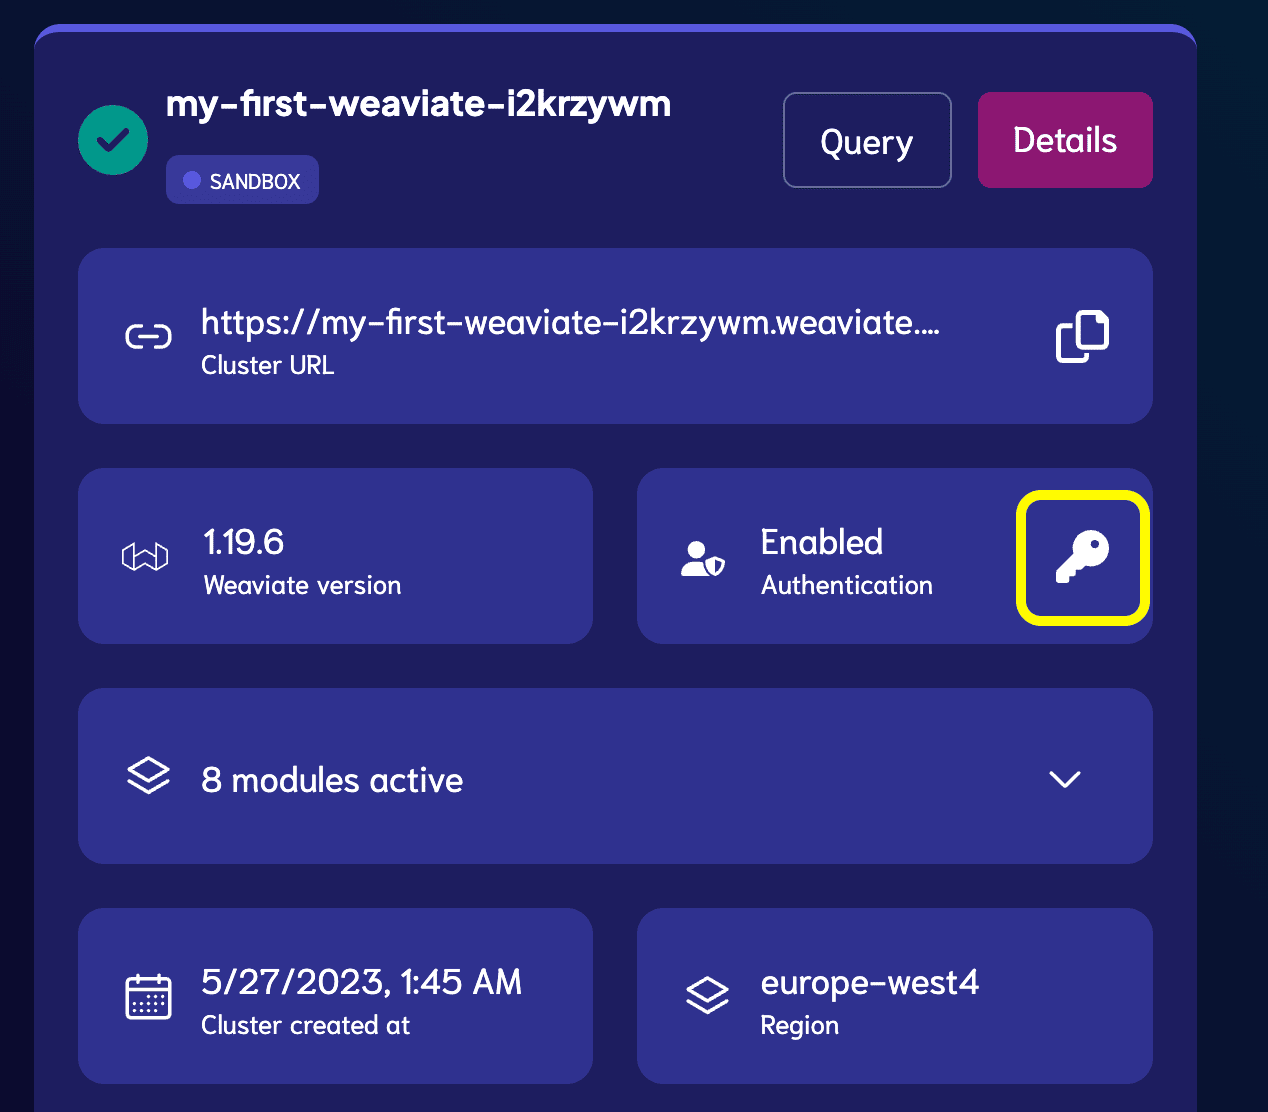 my-first-weaviate-i2krzywm
SANDBOX
Query
Details
https://my-first-weaviate-i2krzywm.weaviate....
Cluster URL
1.19.6
Weaviate version
Enabled
Authentication
8 modules active
5/27/2023, 1:45 AM
Cluster created at
europe-west4
Region